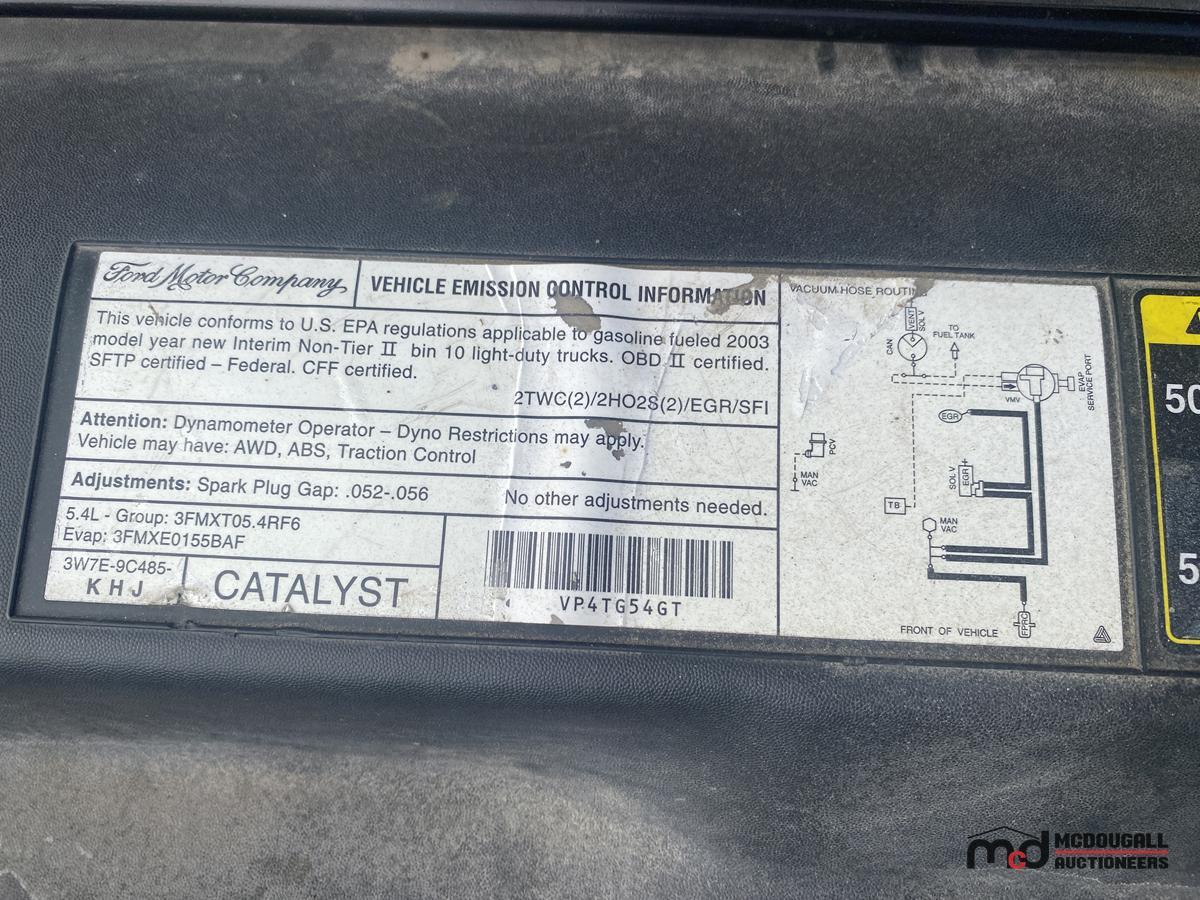 Ford Motor Company
VEHICLE EMISSION CONTROL INFORMATION
This vehicle conforms to U.S. EPA regulations applicable to gasoline fueled 2003
model year new Interim Non-Tier II bin 10 light-duty trucks. OBD II certified.
SFTP certified – Federal. CFF certified.
2TWC(2)/2HO2S(2)/EGR/SFI
Attention: Dynamometer Operator – Dyno Restrictions may apply.
Vehicle may have: AWD, ABS, Traction Control
Adjustments: Spark Plug Gap: .052-.056
No other adjustments needed.
5.4L - Group: 3FMXT05.4RF6
Evap: 3FMXE0155BAF
3W7E-9C485-
K H J
CATALYST
VP4TG54GT
VACUUM HOSE ROUTING
VENT
SOL V
CAN
TO
FUEL TANK
VMV
EVAP
SERVICE PORT
EGR
PCV
MAN
VAC
SOL V
EGR
TB
MAN
VAC
FPRC
FRONT OF VEHICLE
5
mcd
MCDOUGALL
AUCTIONEERS